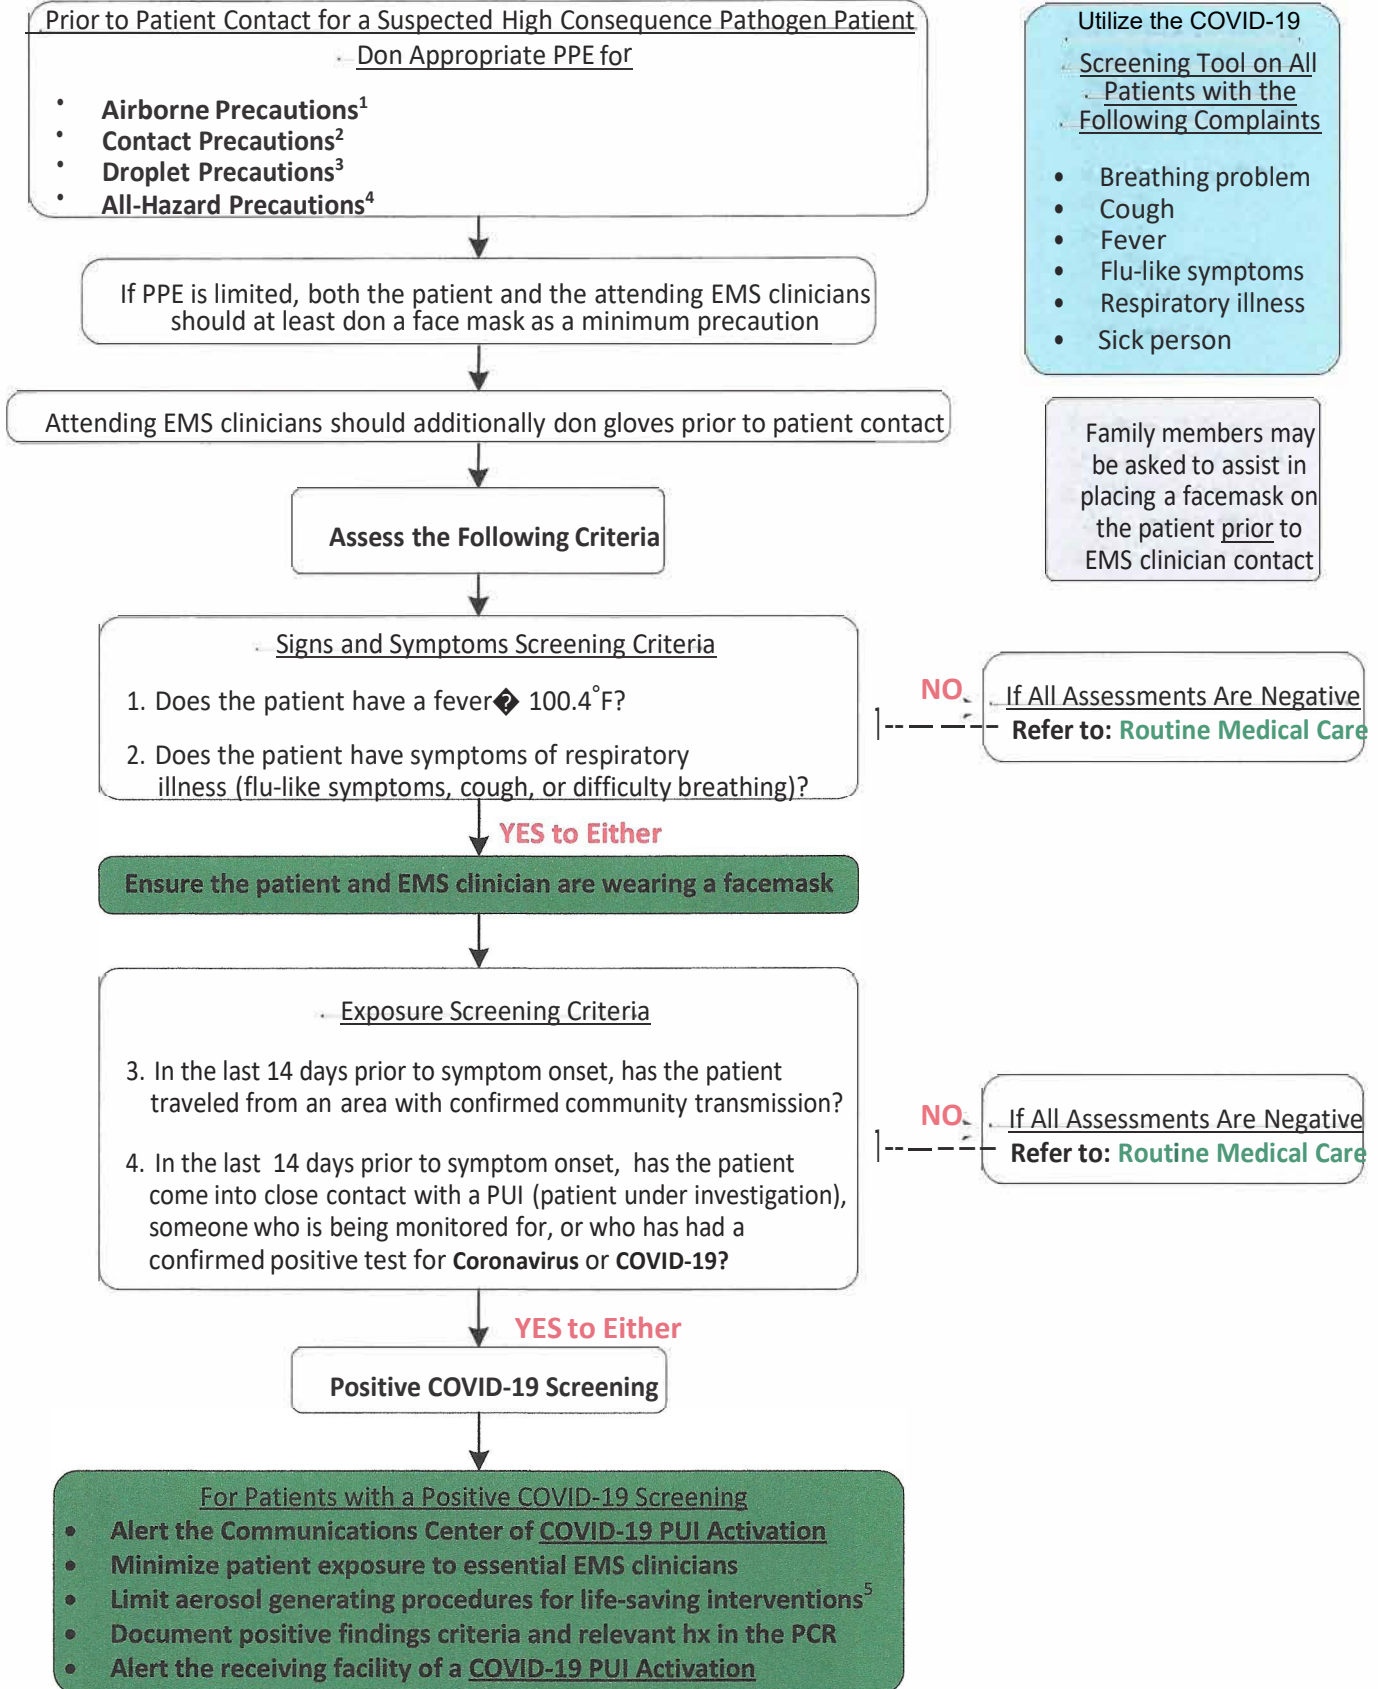 Prior to Patient Contact for a Suspected High Consequence Pathogen Patient
Don Appropriate PPE for
• Airborne Precautions1
• Contact Precautions2
• Droplet Precautions3
• All-Hazard Precautions4
If PPE is limited, both the patient and the attending EMS clinicians
should at least don a face mask as a minimum precaution
Attending EMS clinicians should additionally don gloves prior to patient contact
Assess the Following Criteria
Utilize the COVID-19
Screening Tool on All
Patients with the
Following Complaints
• Breathing problem
• Cough
• Fever
• Flu-like symptoms
• Respiratory illness
• Sick person
Family members may
be asked to assist in
placing a facemask on
the patient prior to
EMS clinician contact
Signs and Symptoms Screening Criteria
1. Does the patient have a fever� 100.4°F?
2. Does the patient have symptoms of respiratory
illness (flu-like symptoms, cough, or difficulty breathing)?
NO
If All Assessments Are Negative
Refer to: Routine Medical Care
YES to Either
Ensure the patient and EMS clinician are wearing a facemask
Exposure Screening Criteria
3. In the last 14 days prior to symptom onset, has the patient
traveled from an area with confirmed community transmission?
4. In the last 14 days prior to symptom onset, has the patient
come into close contact with a PUI (patient under investigation),
someone who is being monitored for, or who has had a
confirmed positive test for Coronavirus or COVID-19?
NO
If All Assessments Are Negative
Refer to: Routine Medical Care
YES to Either
Positive COVID-19 Screening
For Patients with a Positive COVID-19 Screening
• Alert the Communications Center of COVID-19 PUI Activation
• Minimize patient exposure to essential EMS clinicians
• Limit aerosol generating procedures for life-saving interventions5
• Document positive findings criteria and relevant hx in the PCR
• Alert the receiving facility of a COVID-19 PUI Activation